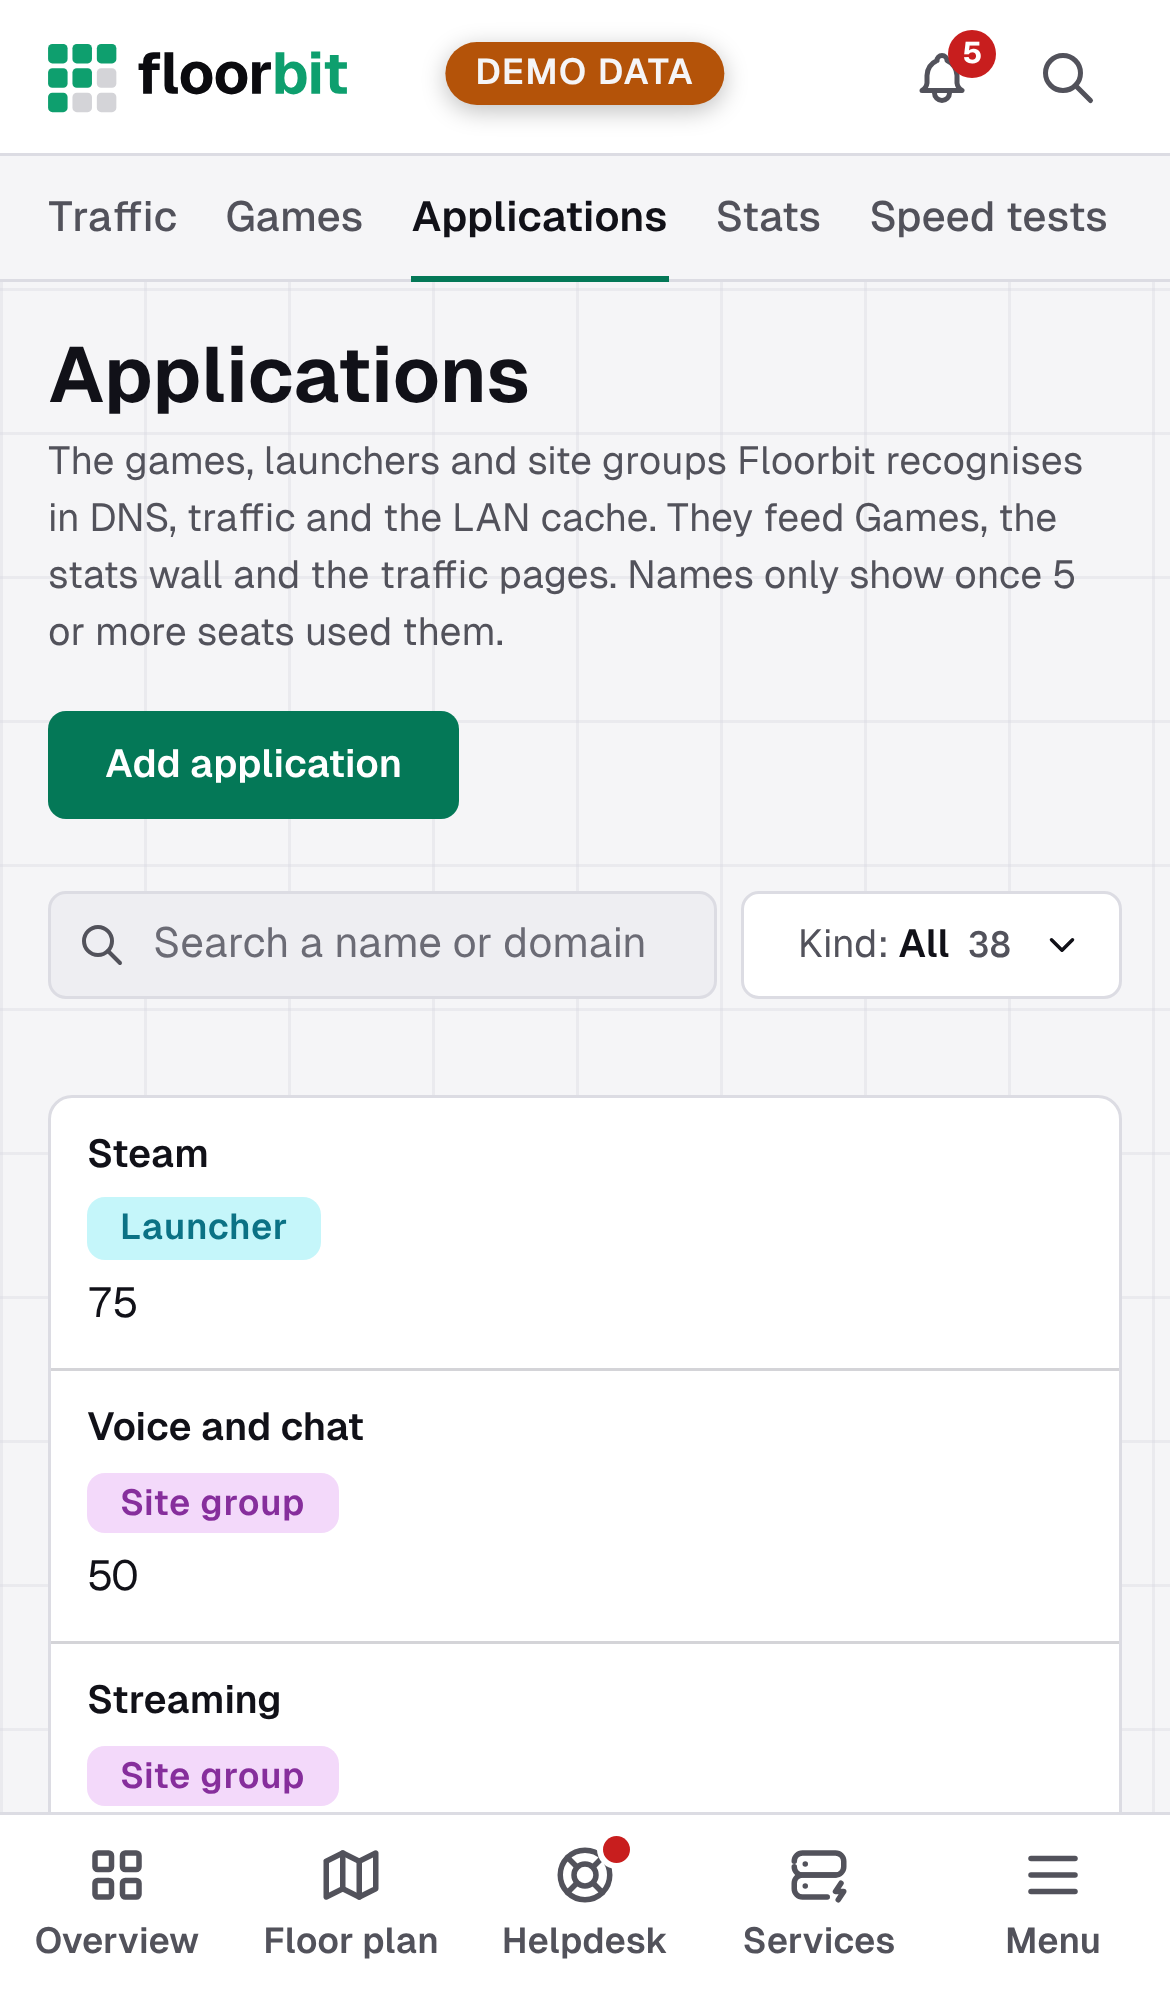 floorbit
DEMO DATA
5
Traffic Games Applications Stats Speed tests
Applications
The games, launchers and site groups Floorbit recognises
in DNS, traffic and the LAN cache. They feed Games, the
stats wall and the traffic pages. Names only show once 5
or more seats used them.
Add application
Search a name or domain
Kind: All 38
Steam
Launcher
75
Voice and chat
Site group
50
Streaming
Site group
Overview Floor plan Helpdesk Services Menu